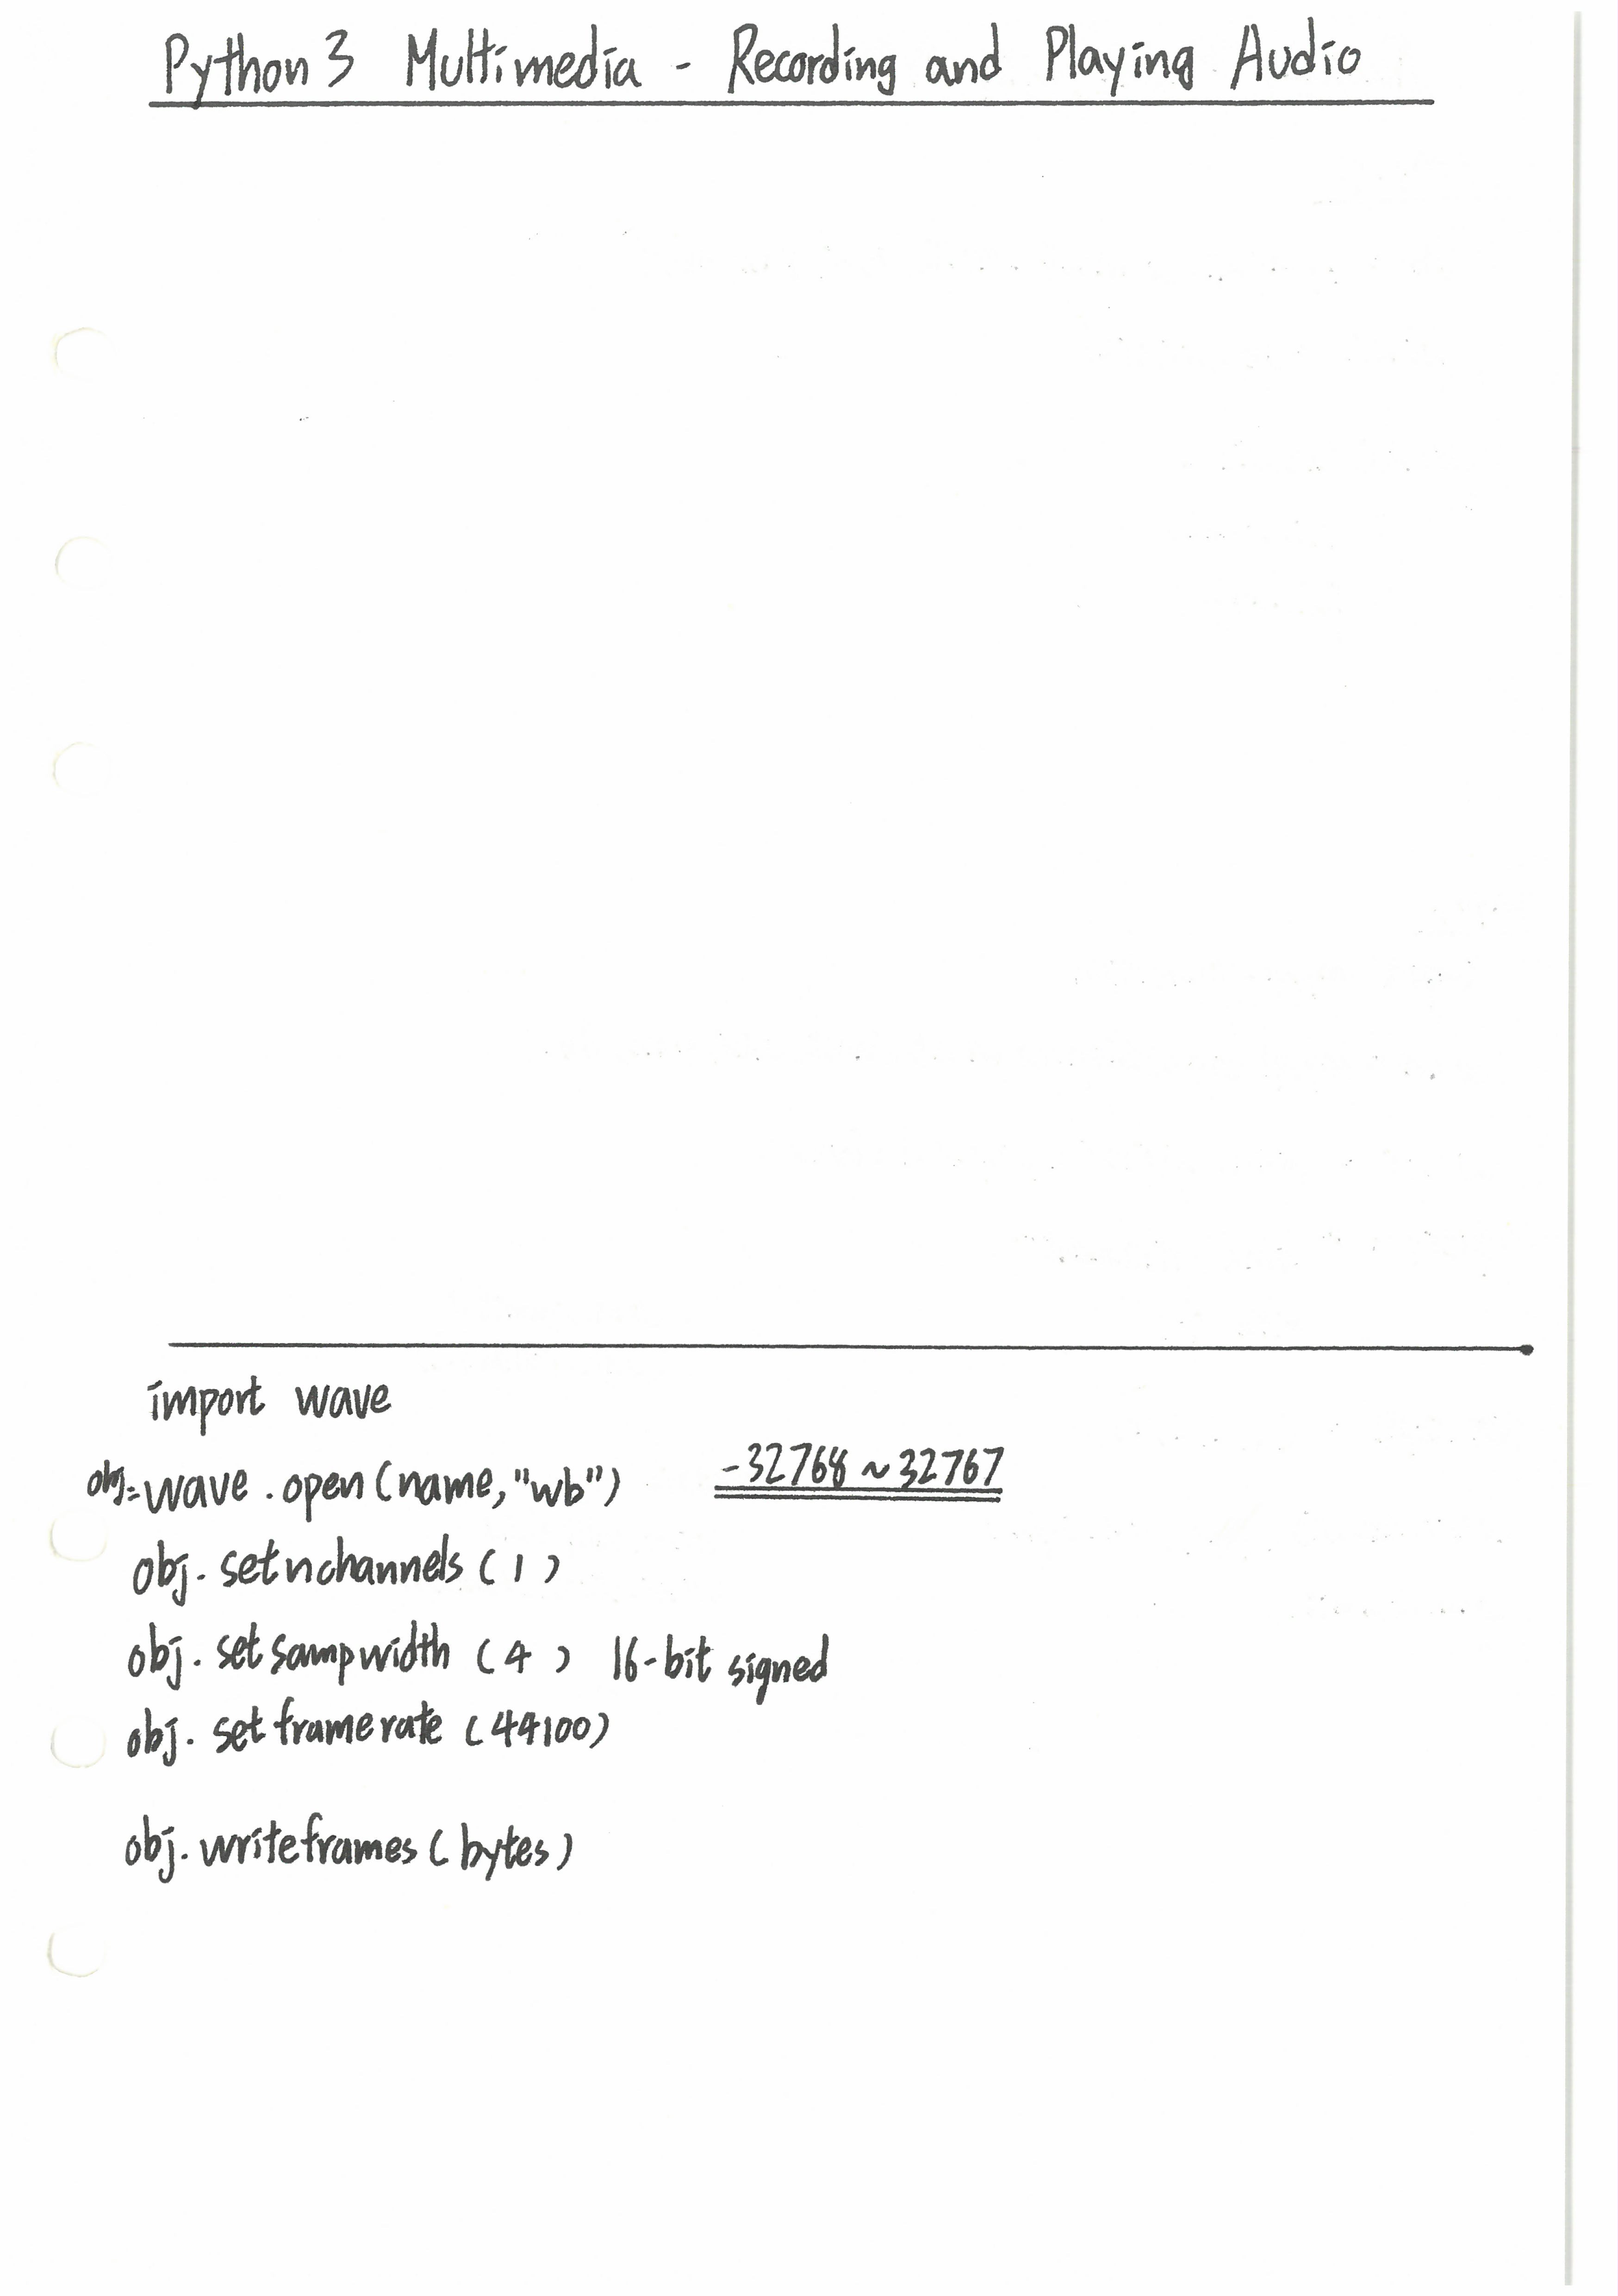 Python 3 Multimedia - Recording and Playing Audio
import wave
obj=wave.open(name,"wb") -32768~32767
obj.setnchannels(1)
obj.setsampwidth(4) 16-bit signed
obj.setframerate(44100)
obj.writeframes(bytes)